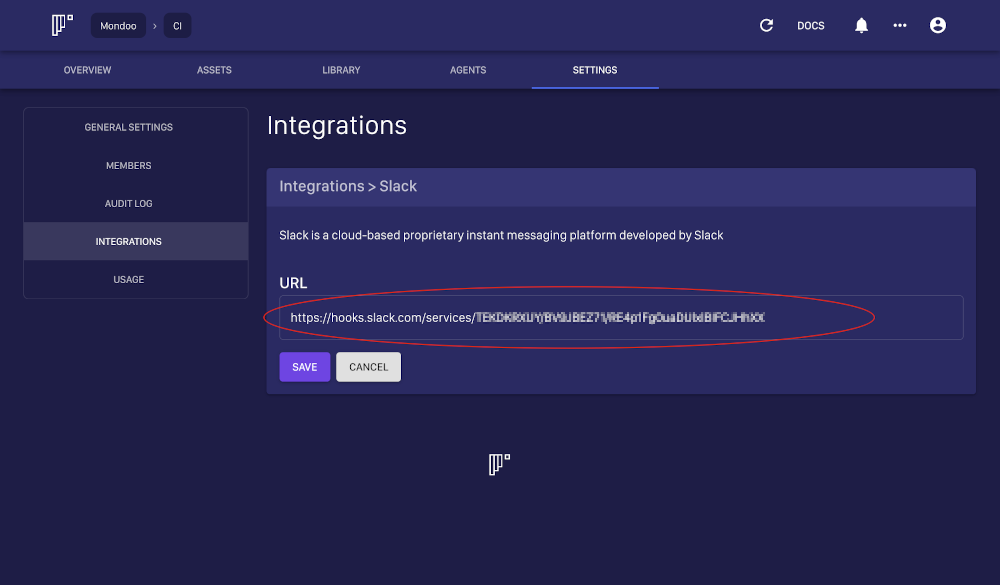 Mondoo › CI
DOCS
OVERVIEW ASSETS LIBRARY AGENTS SETTINGS
GENERAL SETTINGS
MEMBERS
AUDIT LOG
INTEGRATIONS
USAGE
Integrations
Integrations > Slack
Slack is a cloud-based proprietary instant messaging platform developed by Slack
URL
https://hooks.slack.com/services/
SAVE CANCEL